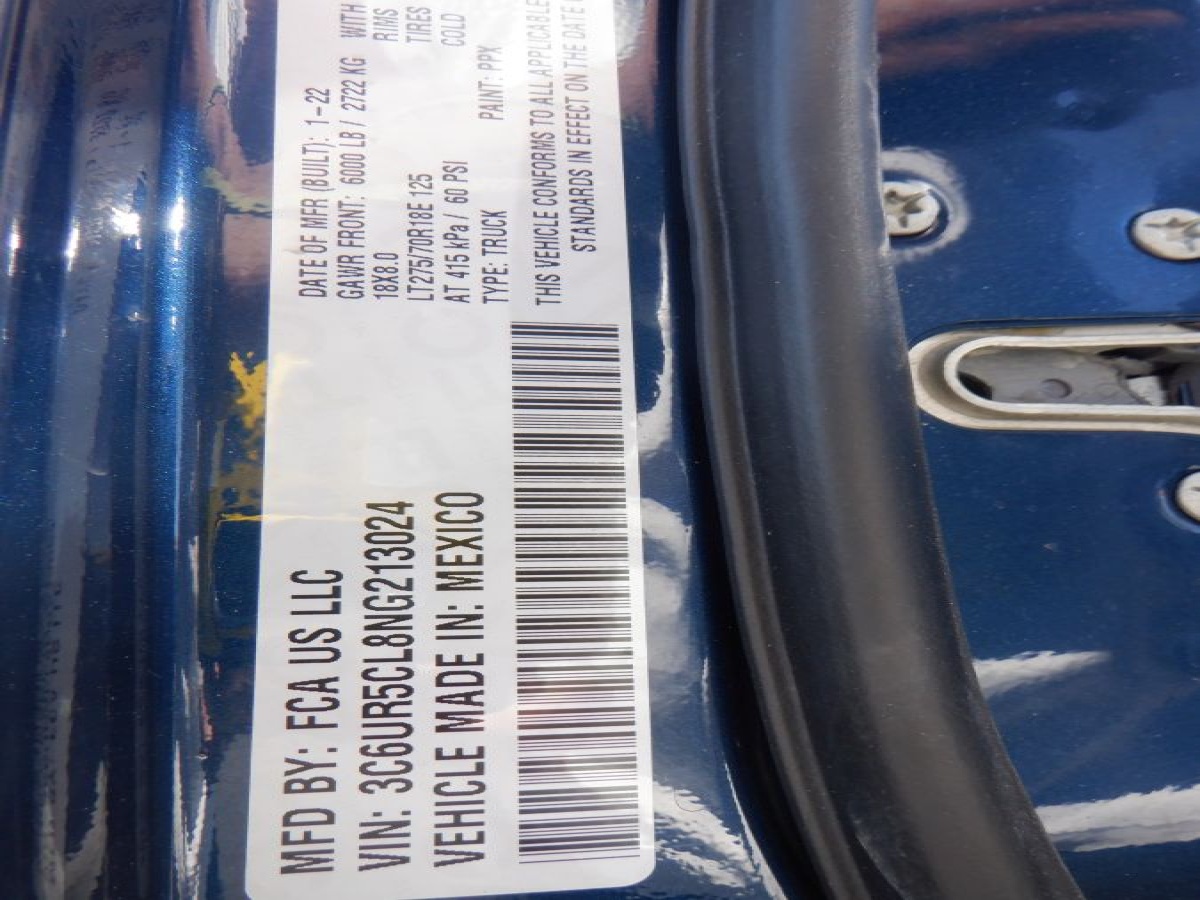 MFD BY: FCA US LLC
VIN: 3C6UR5CL8NG213024
VEHICLE MADE IN: MEXICO
DATE OF MFR (BUILT): 1-22
GAWR FRONT: 6000 LB / 2722 KG WITH
18X8.0 RIMS
LT275/70R18E 125 TIRES
AT 415 kPa / 60 PSI COLD
TYPE: TRUCK PAINT: PPX
THIS VEHICLE CONFORMS TO ALL APPLICABLE
STANDARDS IN EFFECT ON THE DATE